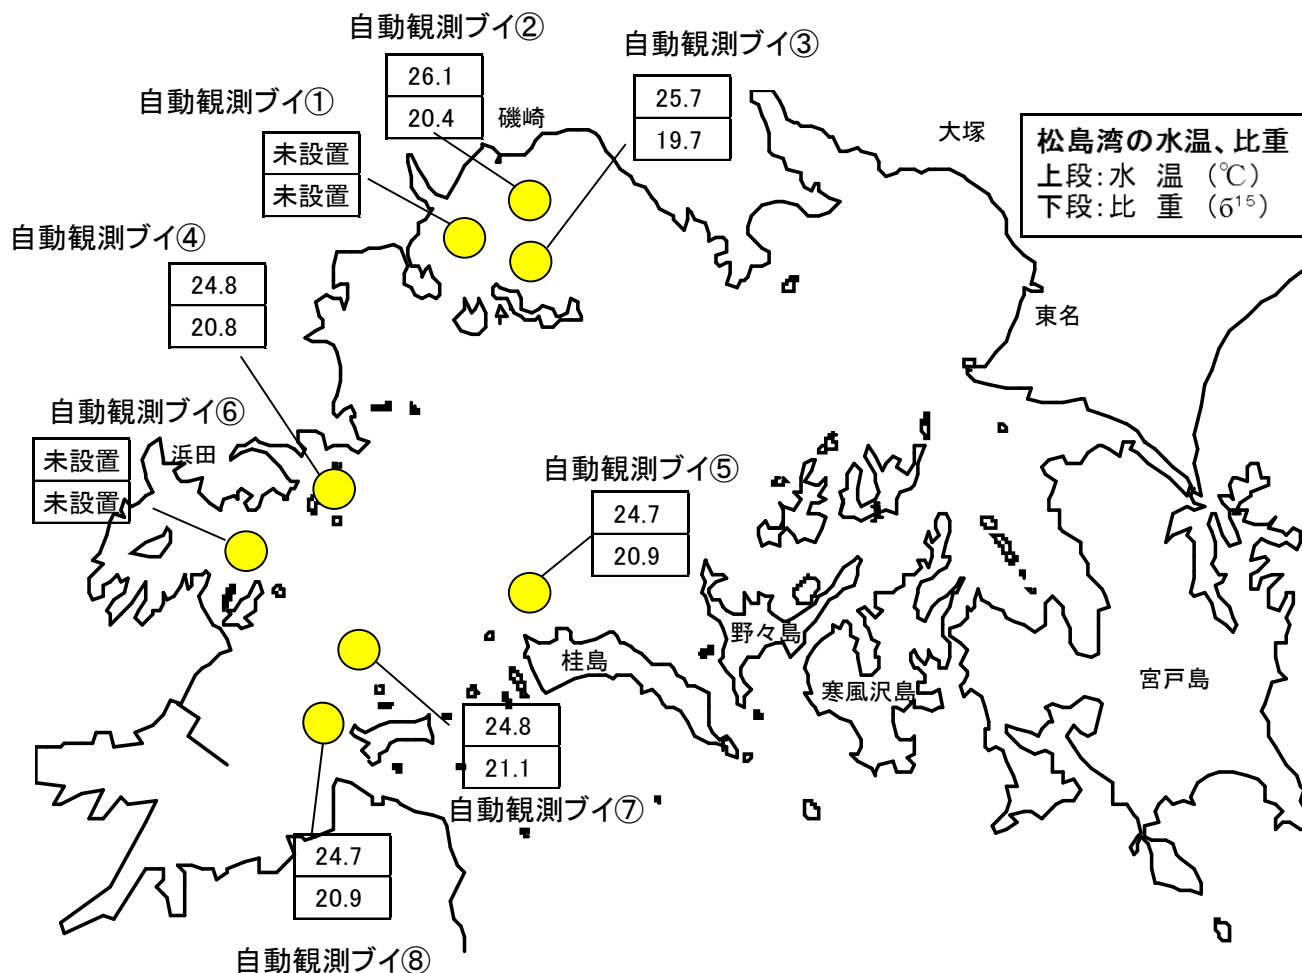 自動観測ブイ②
26.1
20.4
自動観測ブイ③
25.7
19.7
自動観測ブイ①
未設置
未設置
磯崎
大塚
松島湾の水温、比重
上段:水 温 (℃)
下段:比 重 (σ¹⁵)
自動観測ブイ④
24.8
20.8
東名
自動観測ブイ⑥
未設置
未設置
浜田
自動観測ブイ⑤
24.7
20.9
野々島
桂島
寒風沢島
宮戸島
24.8
21.1
自動観測ブイ⑦
24.7
20.9
自動観測ブイ⑧